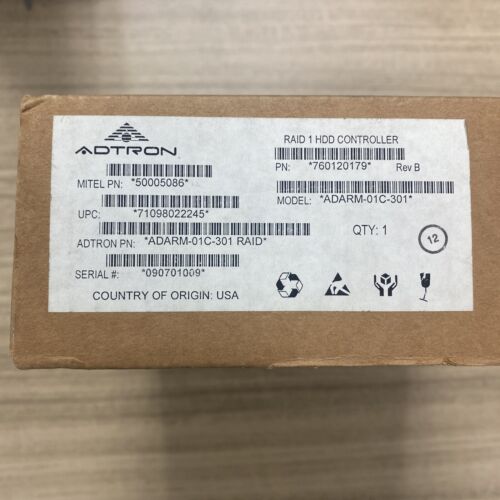 ADTRON
MITEL PN: *50005086*
UPC: *71098022245*
ADTRON PN: *ADARM-01C-301 RAID*
SERIAL #: *090701009*
COUNTRY OF ORIGIN: USA
RAID 1 HDD CONTROLLER
PN: *760120179* Rev B
MODEL: *ADARM-01C-301*
QTY: 1
12